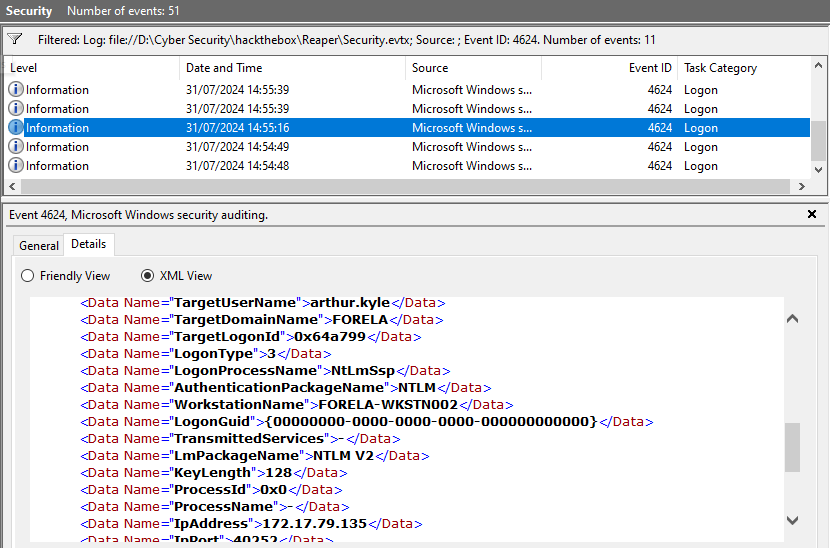 Security Number of events: 51
Filtered: Log: file://D:\Cyber Security\hackthebox\Reaper\Security.evtx; Source: ; Event ID: 4624. Number of events: 11
Level Date and Time Source Event ID Task Category
Information 31/07/2024 14:55:39 Microsoft Windows s... 4624 Logon
Information 31/07/2024 14:55:39 Microsoft Windows s... 4624 Logon
Information 31/07/2024 14:55:16 Microsoft Windows s... 4624 Logon
Information 31/07/2024 14:54:49 Microsoft Windows s... 4624 Logon
Information 31/07/2024 14:54:48 Microsoft Windows s... 4624 Logon
Event 4624, Microsoft Windows security auditing.
General Details
Friendly View XML View
<Data Name="TargetUserName">arthur.kyle</Data>
<Data Name="TargetDomainName">FORELA</Data>
<Data Name="TargetLogonId">0x64a799</Data>
<Data Name="LogonType">3</Data>
<Data Name="LogonProcessName">NtLmSsp</Data>
<Data Name="AuthenticationPackageName">NTLM</Data>
<Data Name="WorkstationName">FORELA-WKSTN002</Data>
<Data Name="LogonGuid">{00000000-0000-0000-0000-000000000000}</Data>
<Data Name="TransmittedServices">-</Data>
<Data Name="LmPackageName">NTLM V2</Data>
<Data Name="KeyLength">128</Data>
<Data Name="ProcessId">0x0</Data>
<Data Name="ProcessName">-</Data>
<Data Name="IpAddress">172.17.79.135</Data>
<Data Name="IpPort">40252</Data>